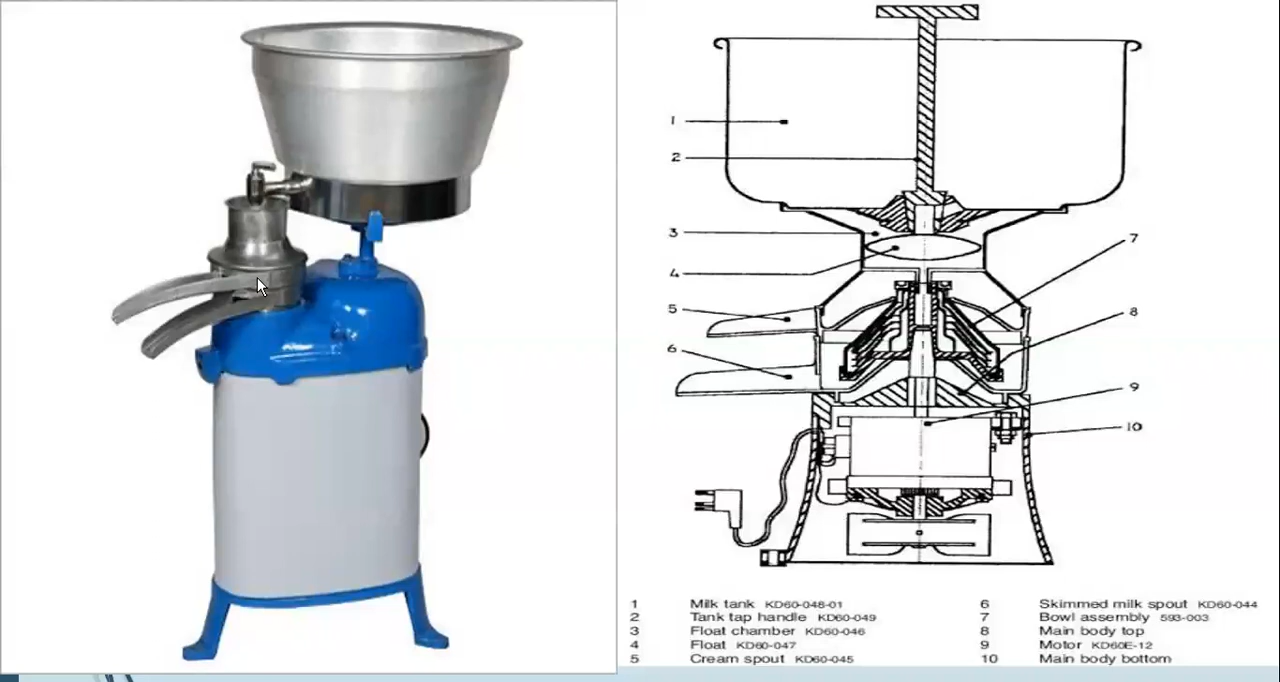 1
2
3
4
5
6
7
8
9
10
1 Milk tank KD60-048-01
2 Tank tap handle KD60-049
3 Float chamber KD60-046
4 Float KD60-047
5 Cream spout KD60-045
6 Skimmed milk spout KD60-044
7 Bowl assembly 593-003
8 Main body top
9 Motor KD60E-12
10 Main body bottom